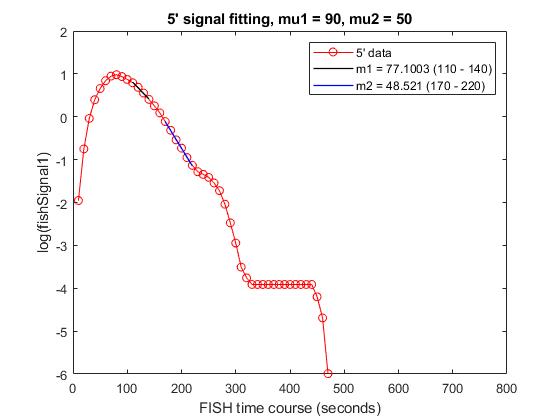 5' signal fitting, mu1 = 90, mu2 = 50
2
1
0
-1
-2
-3
-4
-5
-6
log(fishSignal1)
5' data
m1 = 77.1003 (110 - 140)
m2 = 48.521 (170 - 220)
0 100 200 300 400 500 600 700 800
FISH time course (seconds)